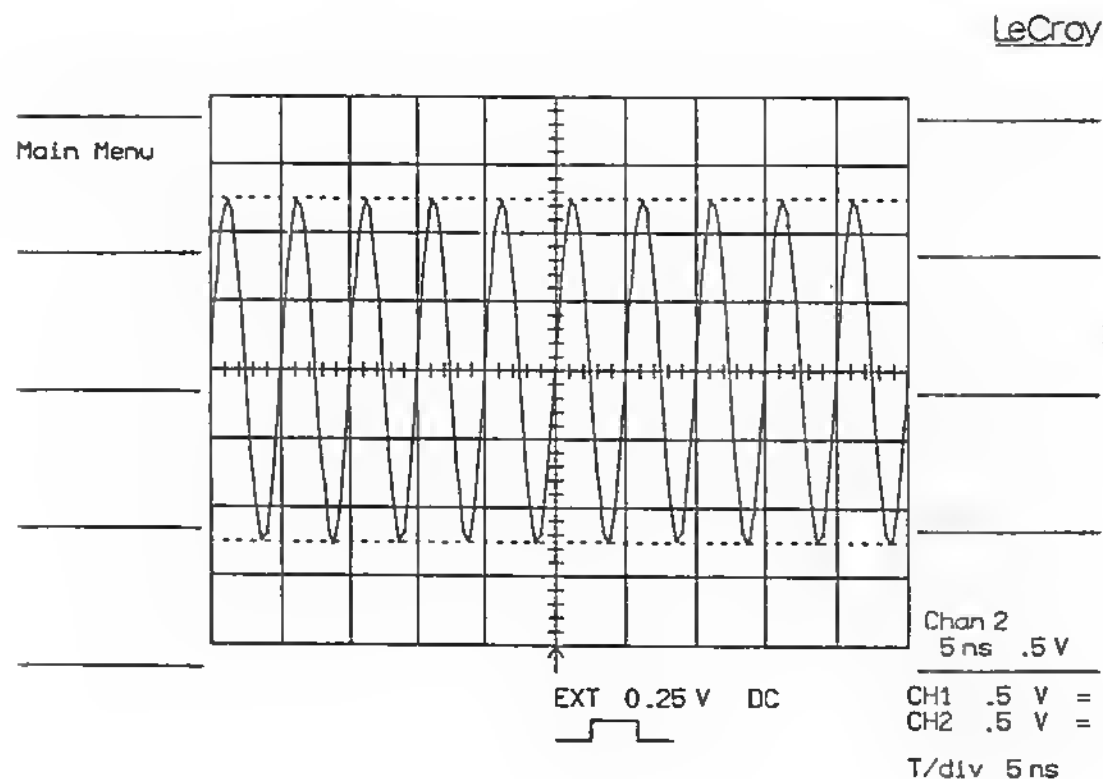 LeCroy
Main Menu
Chan 2
5 ns .5 V
EXT 0.25 V DC
CH1 .5 V =
CH2 .5 V =
T/div 5 ns